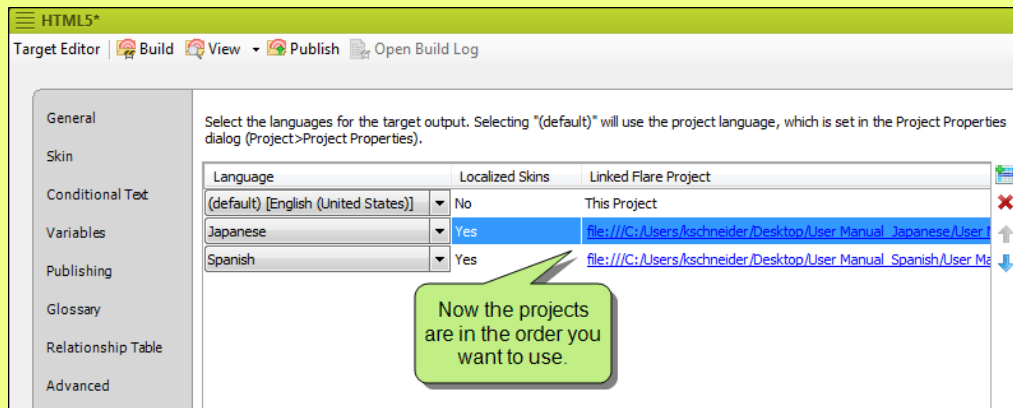 HTML5*
Target Editor Build View Publish Open Build Log
General
Skin
Conditional Text
Variables
Publishing
Glossary
Relationship Table
Advanced
Select the languages for the target output. Selecting "(default)" will use the project language, which is set in the Project Properties
dialog (Project>Project Properties).
Language Localized Skins Linked Flare Project
(default) [English (United States)] No This Project
Japanese Yes file:///C:/Users/kschneider/Desktop/User Manual_Japanese/User
Spanish Yes file:///C:/Users/kschneider/Desktop/User Manual_Spanish/User Ma
Now the projects
are in the order you
want to use.